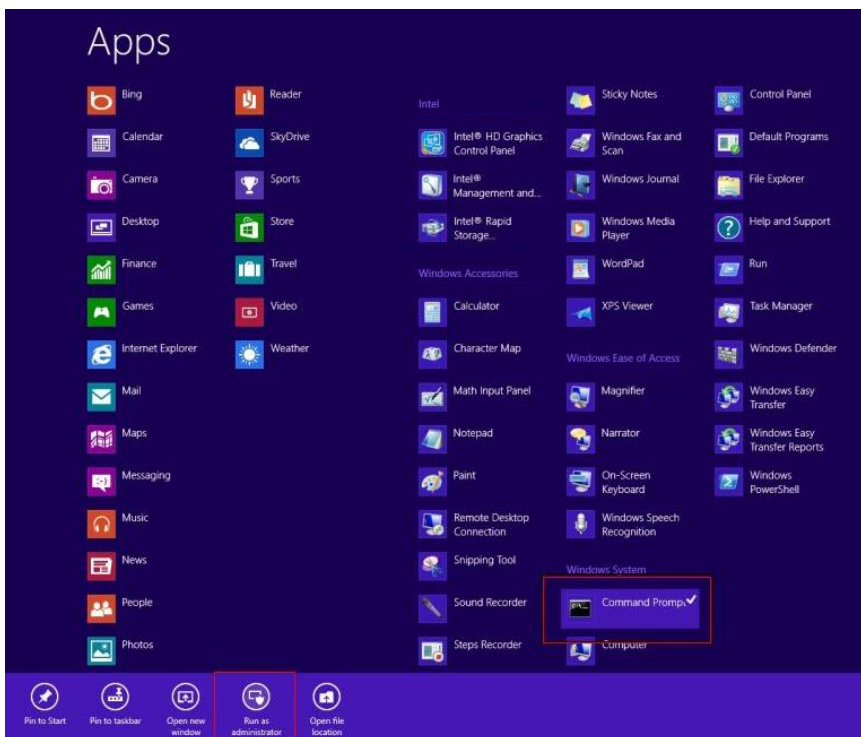 Apps
Bing
Calendar
Camera
Desktop
Finance
Games
Internet Explorer
Mail
Maps
Messaging
Music
News
People
Photos
Reader
SkyDrive
Sports
Store
Travel
Video
Weather
Intel
Intel® HD Graphics
Control Panel
Intel®
Management and...
Intel® Rapid
Storage...
Windows Accessories
Calculator
Character Map
Math Input Panel
Notepad
Paint
Remote Desktop
Connection
Snipping Tool
Sound Recorder
Steps Recorder
Sticky Notes
Windows Fax and
Scan
Windows Journal
Windows Media
Player
WordPad
XPS Viewer
Windows Ease of Access
Magnifier
Narrator
On-Screen
Keyboard
Windows Speech
Recognition
Windows System
Command Prompt
Computer
Control Panel
Default Programs
File Explorer
Help and Support
Run
Task Manager
Windows Defender
Windows Easy
Transfer
Windows Easy
Transfer Reports
Windows
PowerShell
Pin to Start
Pin to taskbar
Open new
window
Run as
administrator
Open file
location